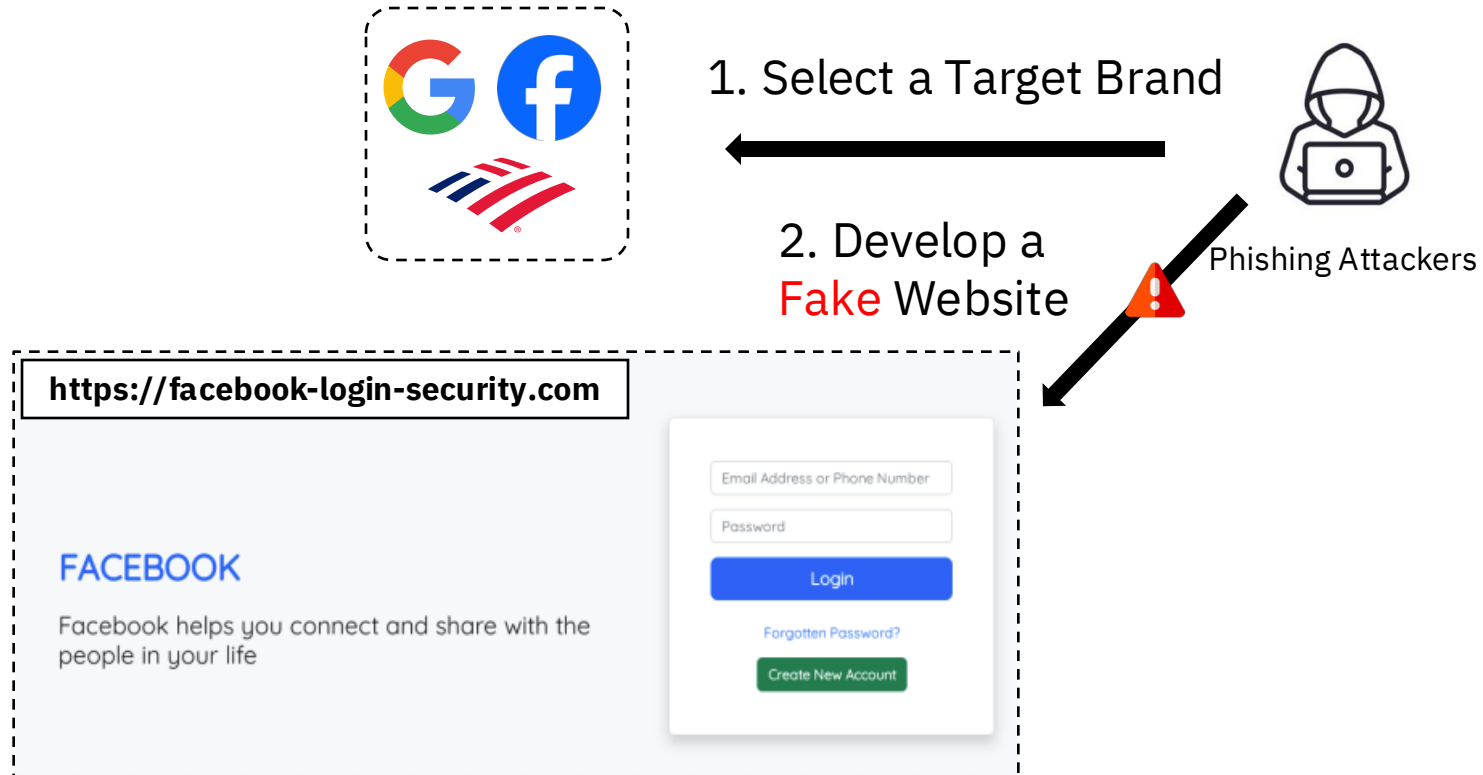 1. Select a Target Brand
2. Develop a
Fake Website
Phishing Attackers
https://facebook-login-security.com
Email Address or Phone Number
Password
Login
Forgotten Password?
Create New Account
FACEBOOK
Facebook helps you connect and share with the
people in your life